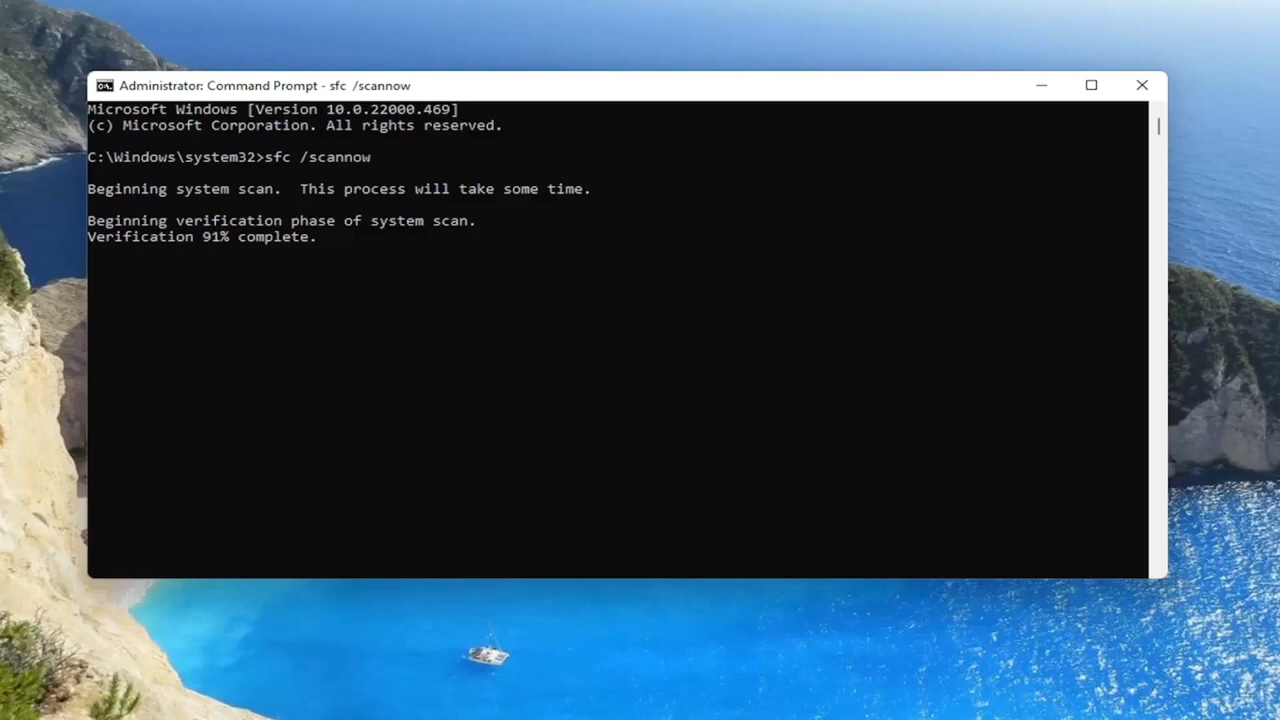 Administrator: Command Prompt - sfc /scannow
Microsoft Windows [Version 10.0.22000.469]
(c) Microsoft Corporation. All rights reserved.
C:\Windows\system32>sfc /scannow
Beginning system scan.  This process will take some time.
Beginning verification phase of system scan.
Verification 91% complete.